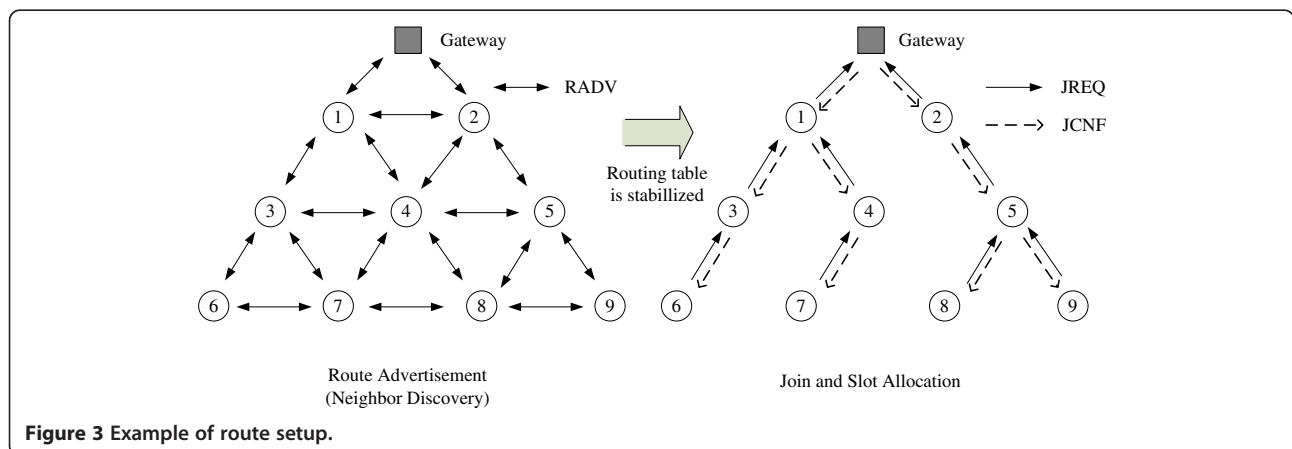 Gateway
RADV
1
2
3
4
5
6
7
8
9
Route Advertisement
(Neighbor Discovery)
Routing table
is stabillized
Gateway
JREQ
JCNF
1
2
3
4
5
6
7
8
9
Join and Slot Allocation
Figure 3 Example of route setup.